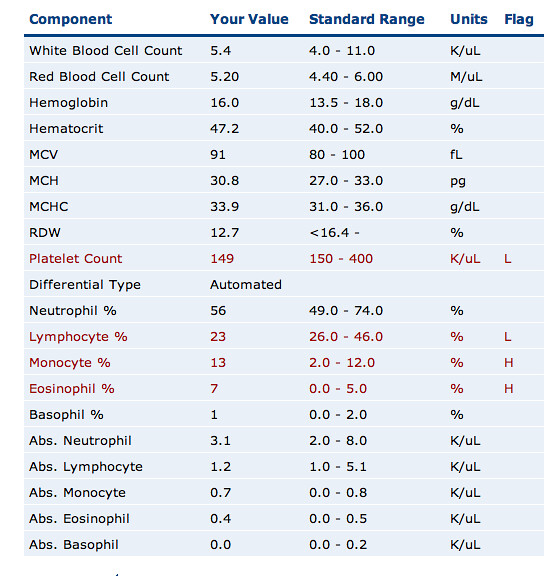 Component Your Value Standard Range Units Flag
White Blood Cell Count 5.4 4.0 - 11.0 K/uL
Red Blood Cell Count 5.20 4.40 - 6.00 M/uL
Hemoglobin 16.0 13.5 - 18.0 g/dL
Hematocrit 47.2 40.0 - 52.0 %
MCV 91 80 - 100 fL
MCH 30.8 27.0 - 33.0 pg
MCHC 33.9 31.0 - 36.0 g/dL
RDW 12.7 <16.4 - %
Platelet Count 149 150 - 400 K/uL L
Differential Type Automated
Neutrophil % 56 49.0 - 74.0 %
Lymphocyte % 23 26.0 - 46.0 % L
Monocyte % 13 2.0 - 12.0 % H
Eosinophil % 7 0.0 - 5.0 % H
Basophil % 1 0.0 - 2.0 %
Abs. Neutrophil 3.1 2.0 - 8.0 K/uL
Abs. Lymphocyte 1.2 1.0 - 5.1 K/uL
Abs. Monocyte 0.7 0.0 - 0.8 K/uL
Abs. Eosinophil 0.4 0.0 - 0.5 K/uL
Abs. Basophil 0.0 0.0 - 0.2 K/uL